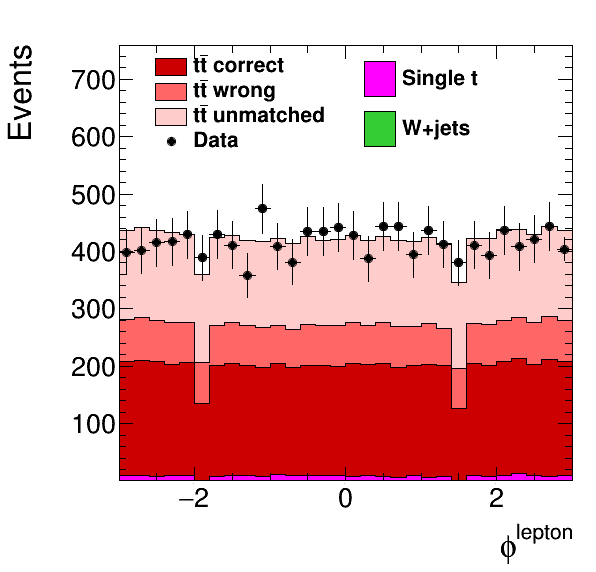 Events
700
600
500
400
300
200
100
tt̅ correct
tt̅ wrong
tt̅ unmatched
Data
Single t
W+jets
−2 0 2
ϕ^lepton